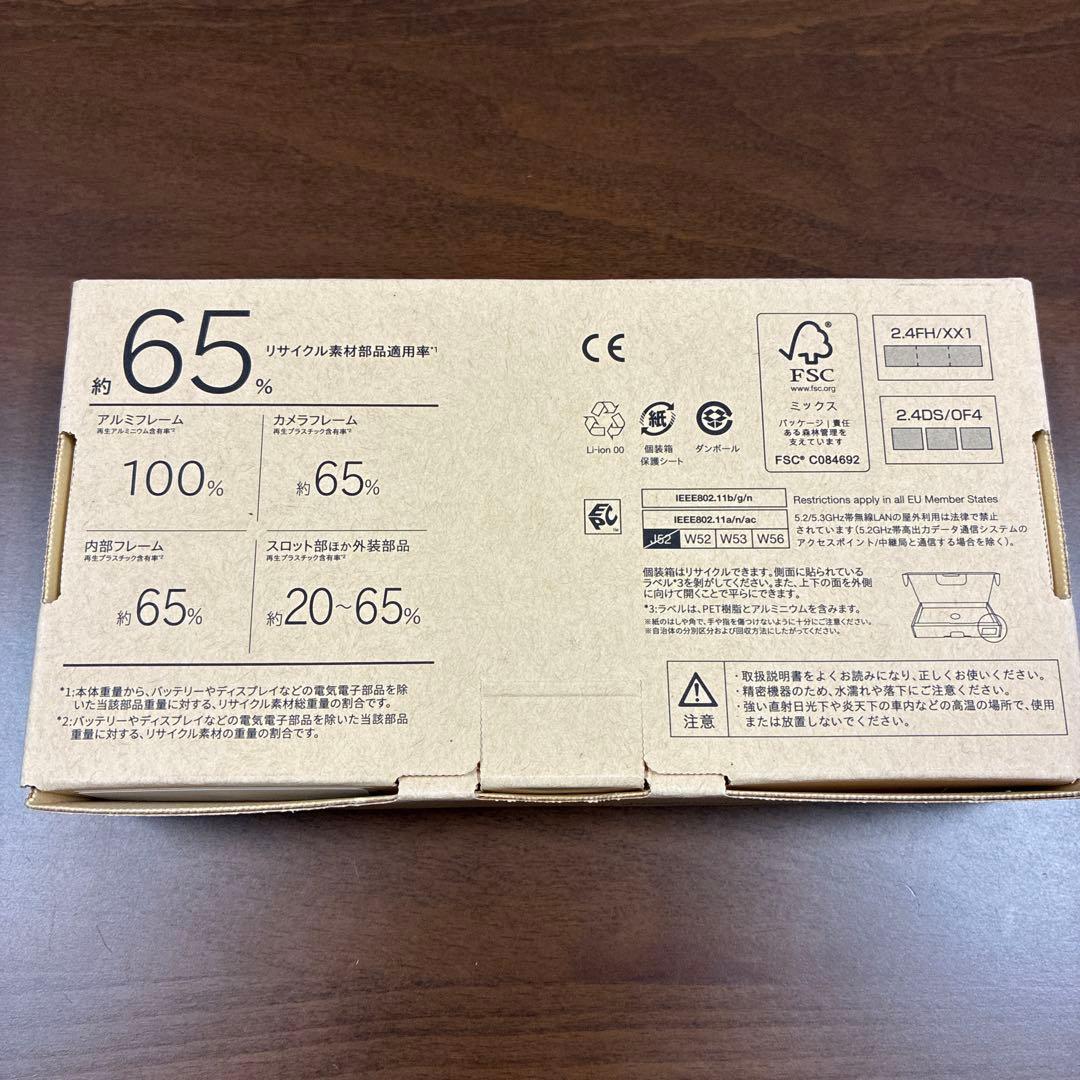 約65% リサイクル素材部品適用率*1
アルミフレーム
再生アルミニウム含有率*2
100%
カメラフレーム
再生プラスチック含有率*2
約65%
内部フレーム
再生プラスチック含有率*2
約65%
スロット部ほか外装部品
再生プラスチック含有率*2
約20~65%
*1:本体重量から、バッテリーやディスプレイなどの電気電子部品を除
いた当該部品重量に対する、リサイクル素材総重量の割合です。
*2:バッテリーやディスプレイなどの電気電子部品を除いた当該部品
重量に対する、リサイクル素材の重量の割合です。
CE
Li-ion 00
紙
個装箱
保護シート
ダンボール
FSC
www.fsc.org
ミックス
パッケージ|責任
ある森林管理を
支えています
FSC® C084692
2.4FH/XX1
2.4DS/OF4
EPC™
IEEE802.11b/g/n
IEEE802.11a/n/ac
J52 W52 W53 W56
Restrictions apply in all EU Member States
5.2/5.3GHz帯無線LANの屋外利用は法律で禁止
されています(5.2GHz帯高出力データ通信システムの
アクセスポイント/中継局と通信する場合を除く)。
個装箱はリサイクルできます。側面に貼られている
ラベル*3を剥がしてください。また、上下の面を外側
に向けて開くことで平らにできます。
*3:ラベルは、PET樹脂とアルミニウムを含みます。
※紙のはしや角で、手や指を傷つけないように十分にご注意ください。
※自治体の分別区分および回収方法にしたがってください。
注意
・取扱説明書をよくお読みになり、正しくお使いください。
・精密機器のため、水濡れや落下にご注意ください。
・強い直射日光下や炎天下の車内などの高温の場所で、使用
または放置しないでください。